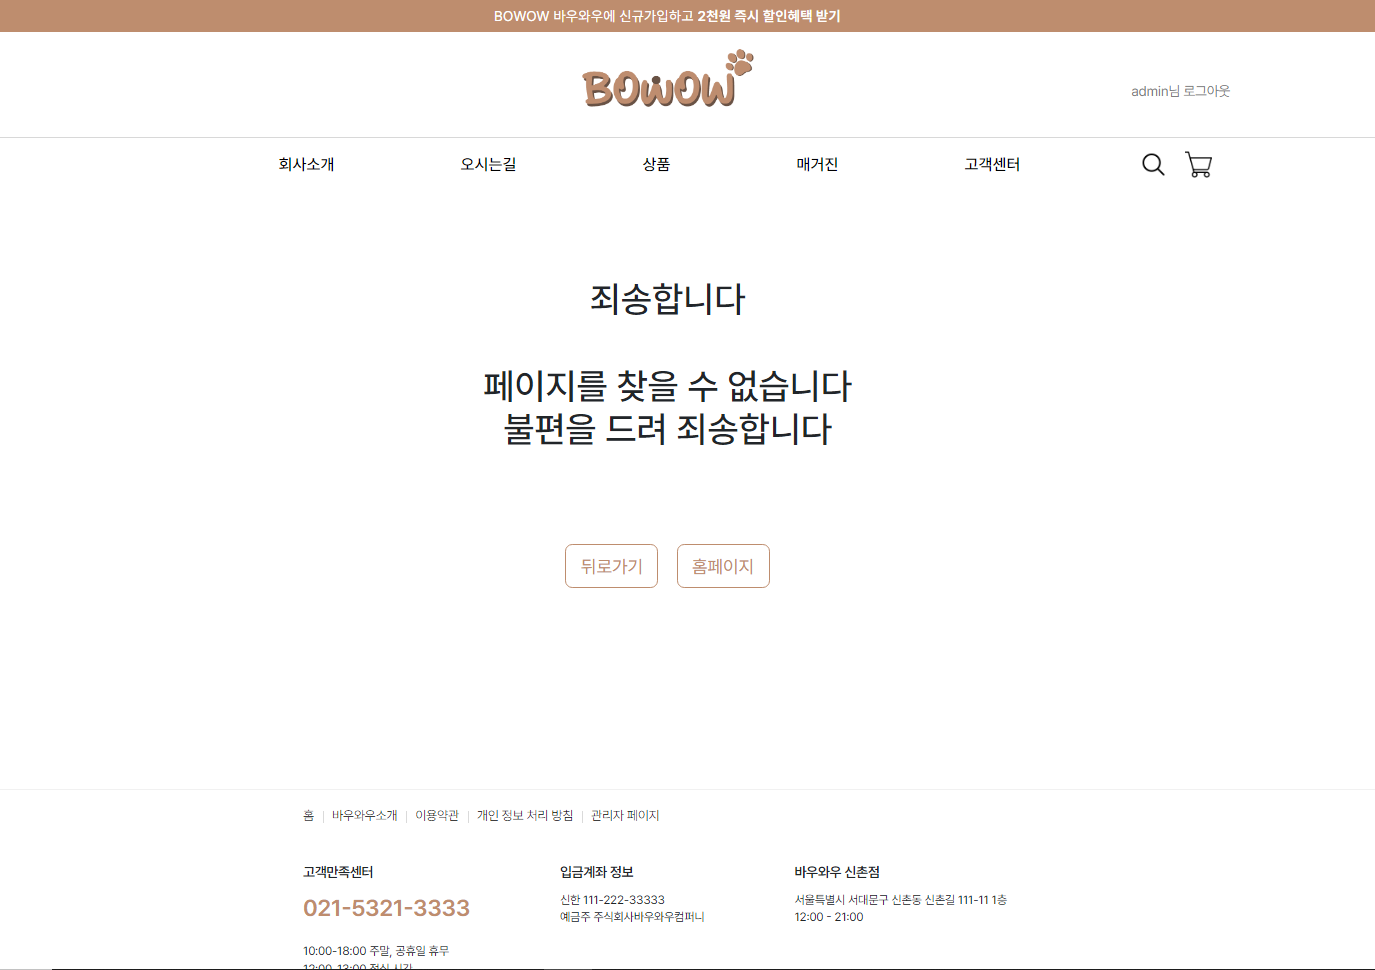 BOWOW 바우와우에 신규가입하고 2천원 즉시 할인혜택 받기
BOWOW
admin님 로그아웃
회사소개 오시는길 상품 매거진 고객센터
죄송합니다
페이지를 찾을 수 없습니다
불편을 드려 죄송합니다
뒤로가기 홈페이지
홈 바우와우소개 이용약관 개인 정보 처리 방침 관리자 페이지
고객만족센터
021-5321-3333
10:00-18:00 주말, 공휴일 휴무
12:00-13:00 점심 시간
입금계좌 정보
신한 111-222-33333
예금주 주식회사바우와우컴퍼니
바우와우 신촌점
서울특별시 서대문구 신촌동 신촌길 111-11 1층
12:00 - 21:00